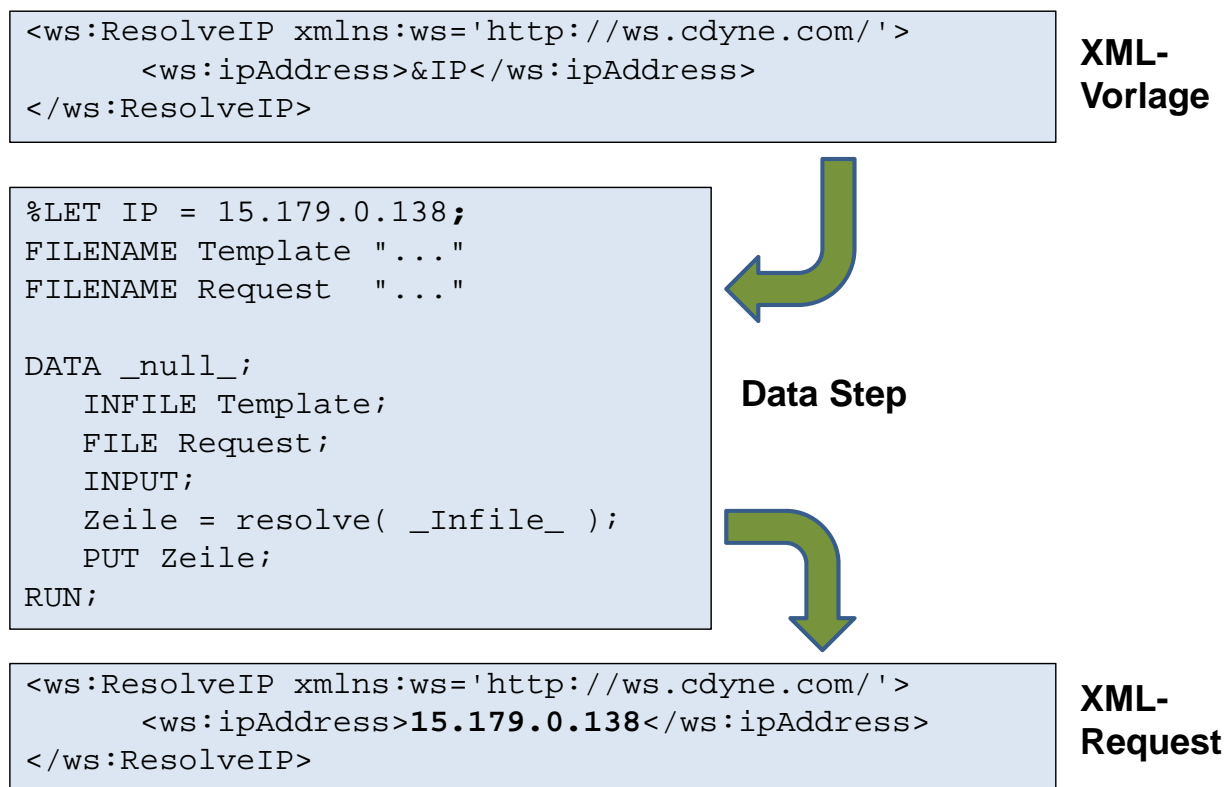 <ws:ResolveIP xmlns:ws='http://ws.cdyne.com/'>
<ws:ipAddress>&IP</ws:ipAddress>
</ws:ResolveIP>
XML-
Vorlage
%LET IP = 15.179.0.138;
FILENAME Template "..."
FILENAME Request "..."
DATA _null_;
INFILE Template;
FILE Request;
INPUT;
Zeile = resolve( _Infile_ );
PUT Zeile;
RUN;
Data Step
<ws:ResolveIP xmlns:ws='http://ws.cdyne.com/'>
<ws:ipAddress>15.179.0.138</ws:ipAddress>
</ws:ResolveIP>
XML-
Request